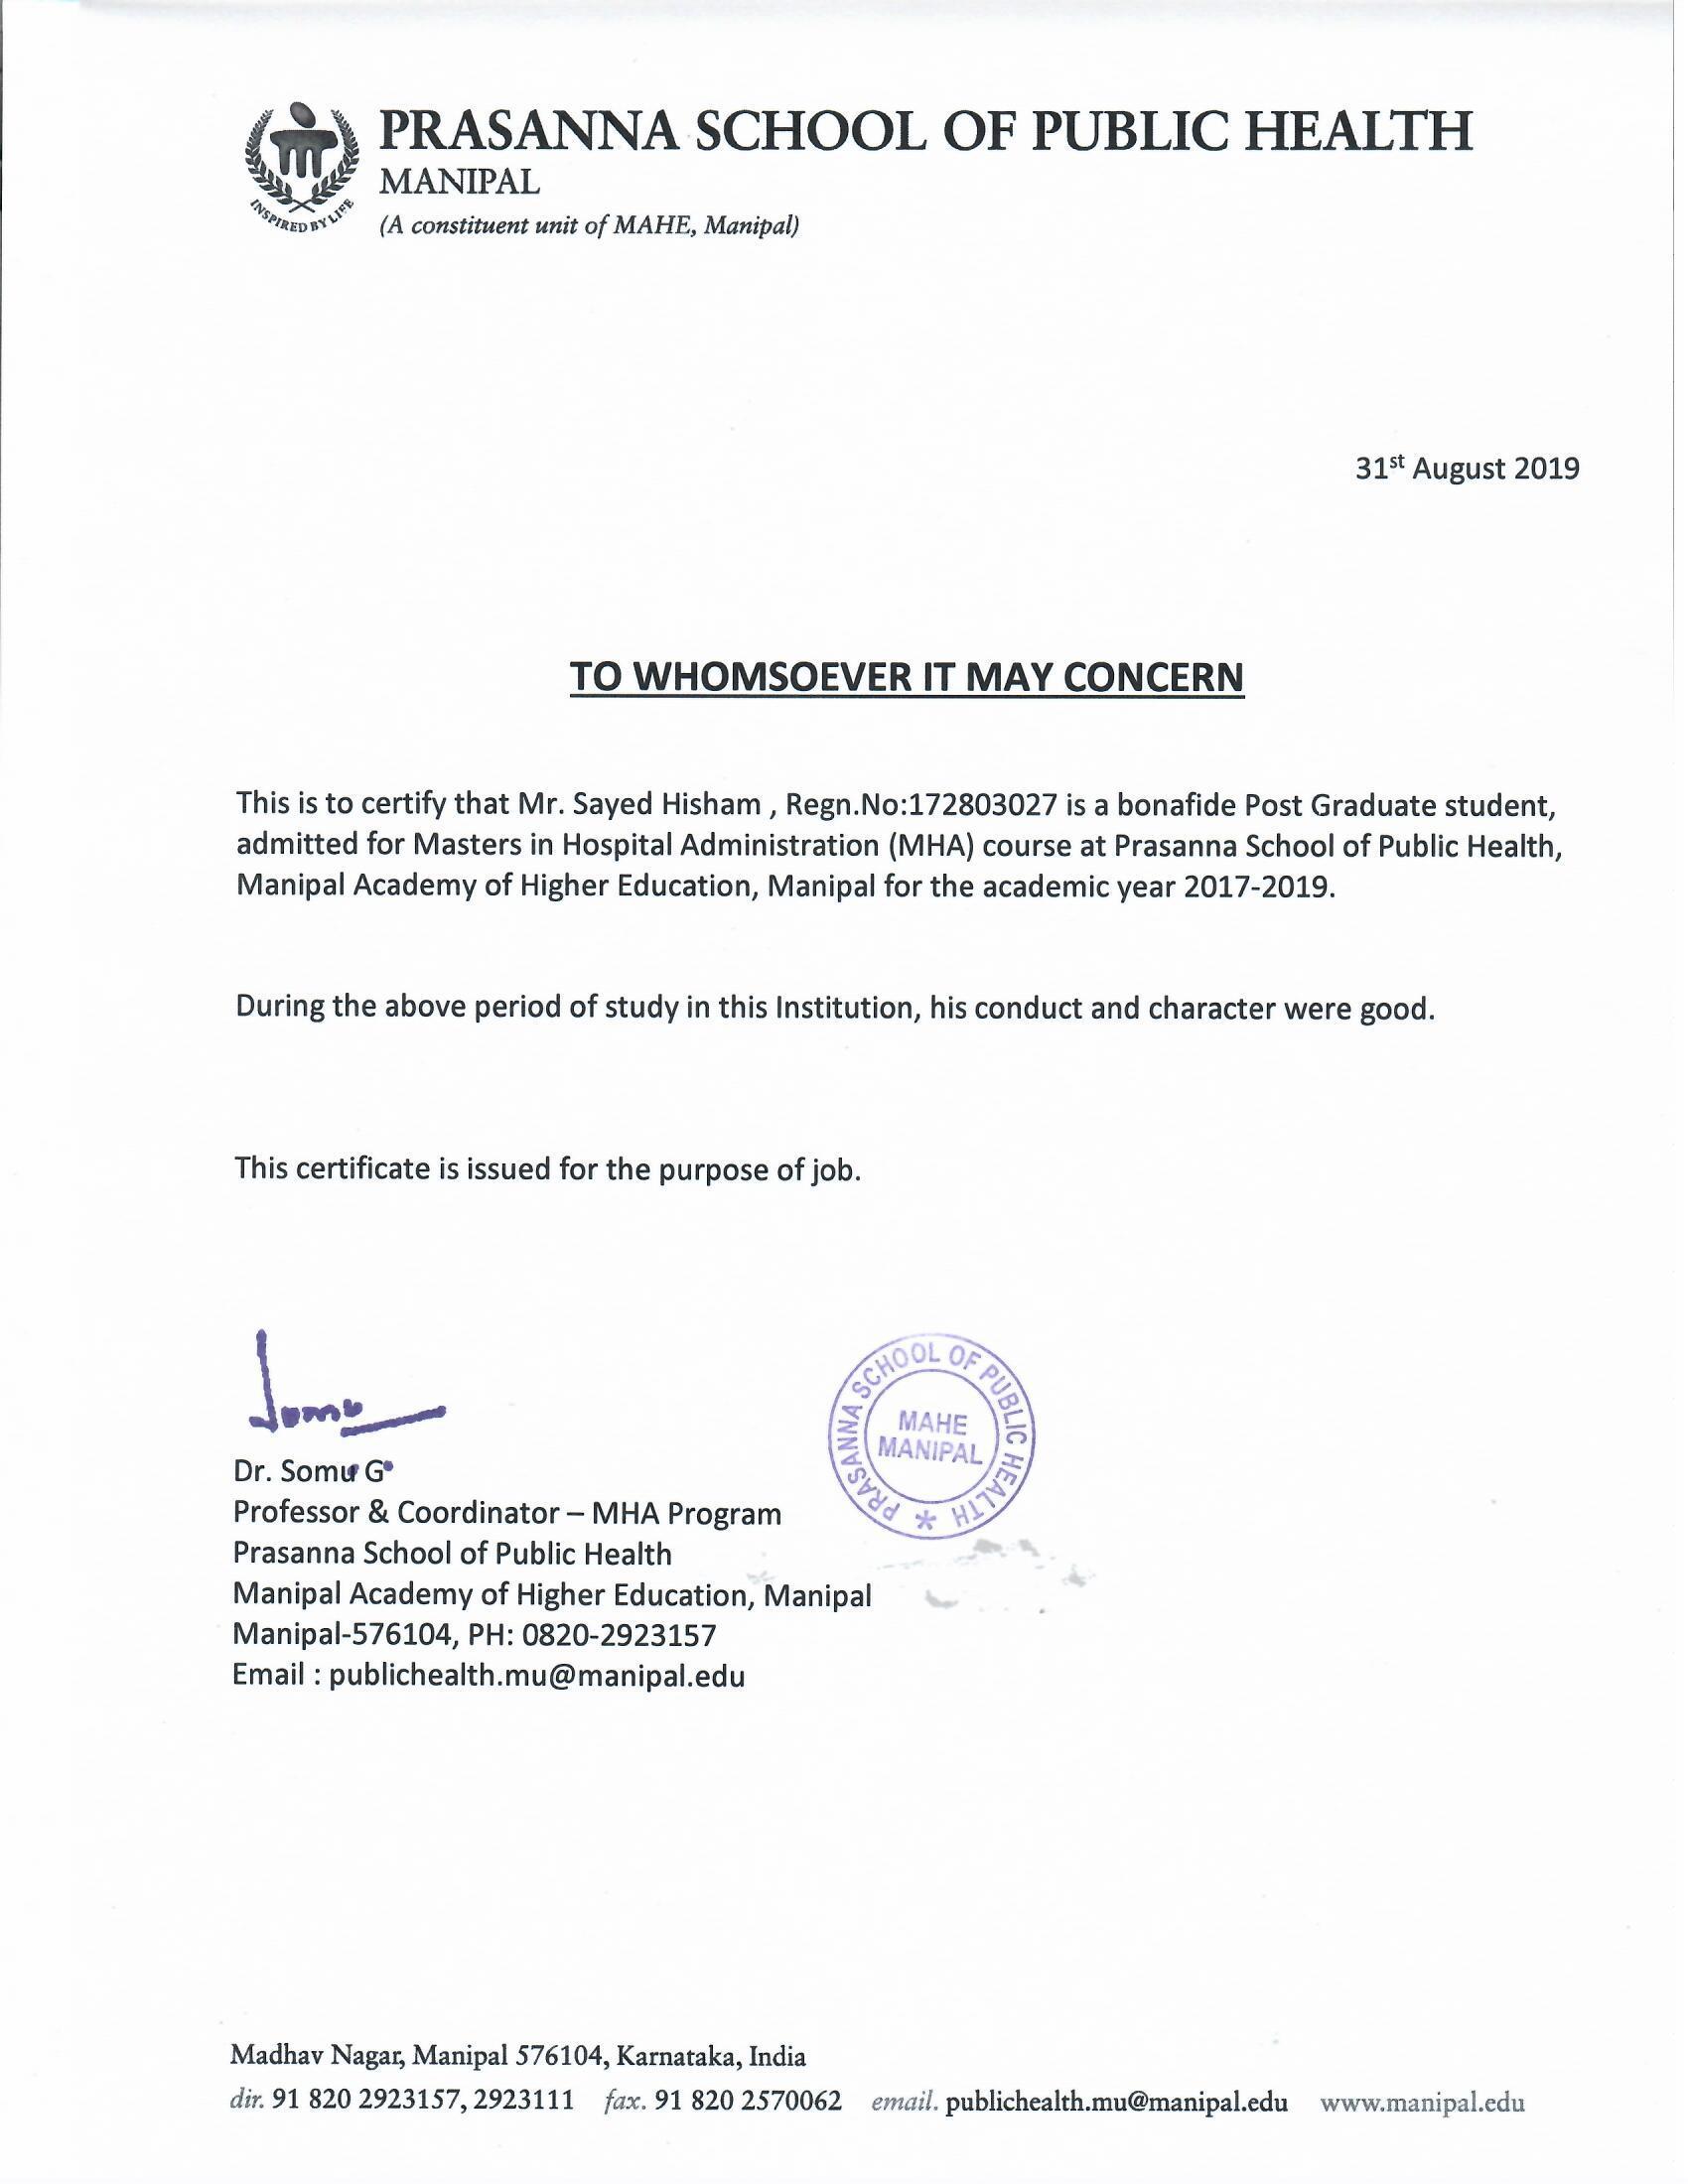 PRASANNA SCHOOL OF PUBLIC HEALTH
MANIPAL
(A constituent unit of MAHE, Manipal)
INSPIRED BY LIFE
31st August 2019
TO WHOMSOEVER IT MAY CONCERN
This is to certify that Mr. Sayed Hisham , Regn.No:172803027 is a bonafide Post Graduate student,
admitted for Masters in Hospital Administration (MHA) course at Prasanna School of Public Health,
Manipal Academy of Higher Education, Manipal for the academic year 2017-2019.
During the above period of study in this Institution, his conduct and character were good.
This certificate is issued for the purpose of job.
Somu
PRASANNA SCHOOL OF PUBLIC HEALTH *
MAHE
MANIPAL
Dr. Somu G
Professor & Coordinator – MHA Program
Prasanna School of Public Health
Manipal Academy of Higher Education, Manipal
Manipal-576104, PH: 0820-2923157
Email : publichealth.mu@manipal.edu
Madhav Nagar, Manipal 576104, Karnataka, India
dir. 91 820 2923157, 2923111 fax. 91 820 2570062 email. publichealth.mu@manipal.edu www.manipal.edu